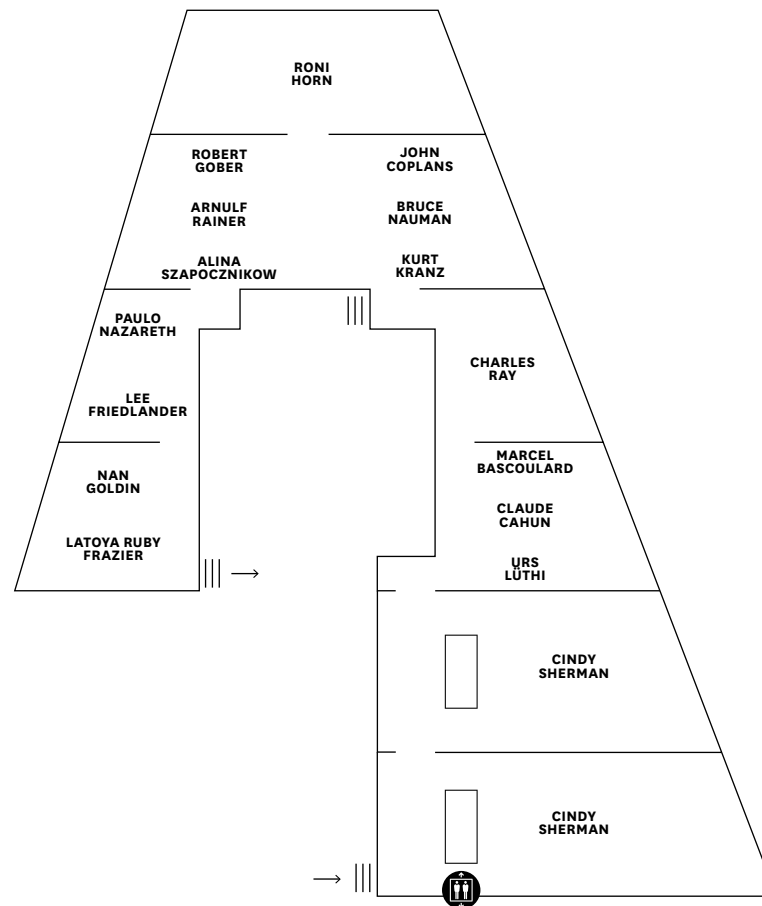 RONI
HORN
ROBERT
GOBER
JOHN
COPLANS
ARNULF
RAINER
BRUCE
NAUMAN
ALINA
SZAPOCZNIKOW
KURT
KRANZ
PAULO
NAZARETH
CHARLES
RAY
LEE
FRIEDLANDER
MARCEL
BASCOULARD
NAN
GOLDIN
CLAUDE
CAHUN
LATOYA RUBY
FRAZIER
URS
LÜTHI
CINDY
SHERMAN
CINDY
SHERMAN